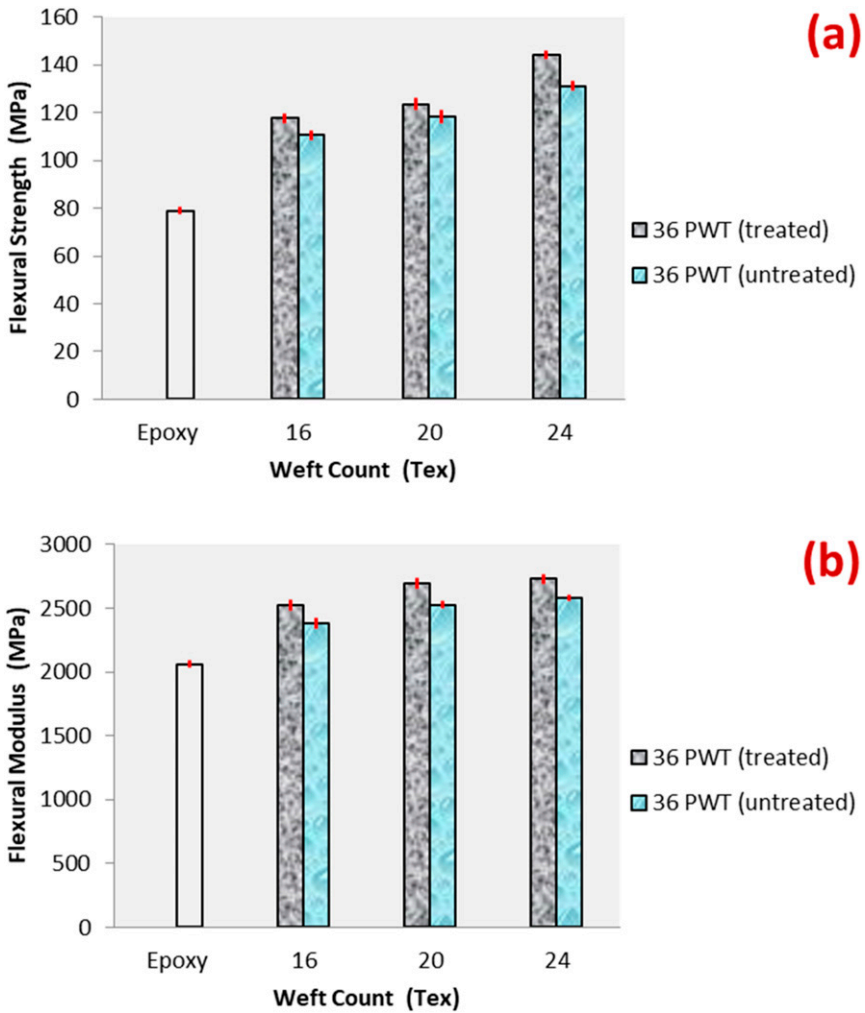 (a)
Flexural Strength (MPa)
160
140
120
100
80
60
40
20
0
Epoxy 16 20 24
Weft Count (Tex)
36 PWT (treated)
36 PWT (untreated)
(b)
Flexural Modulus (MPa)
3000
2500
2000
1500
1000
500
0
Epoxy 16 20 24
Weft Count (Tex)
36 PWT (treated)
36 PWT (untreated)